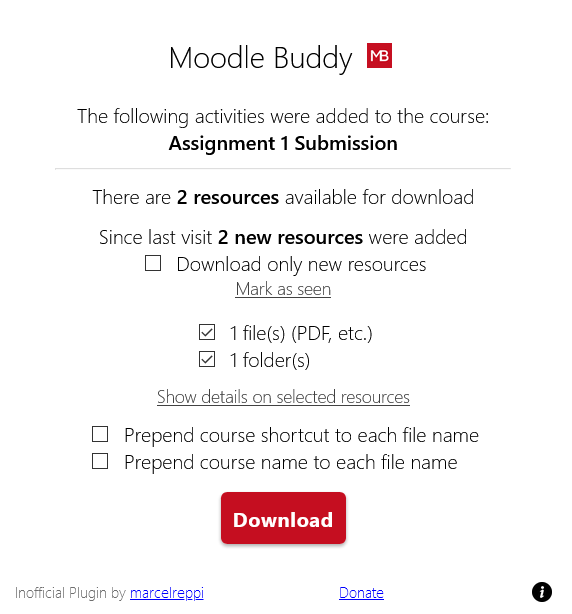 Moodle Buddy MB
The following activities were added to the course:
Assignment 1 Submission
There are 2 resources available for download
Since last visit 2 new resources were added
Download only new resources
Mark as seen
1 file(s) (PDF, etc.)
1 folder(s)
Show details on selected resources
Prepend course shortcut to each file name
Prepend course name to each file name
Download
Inofficial Plugin by marcelreppi Donate i